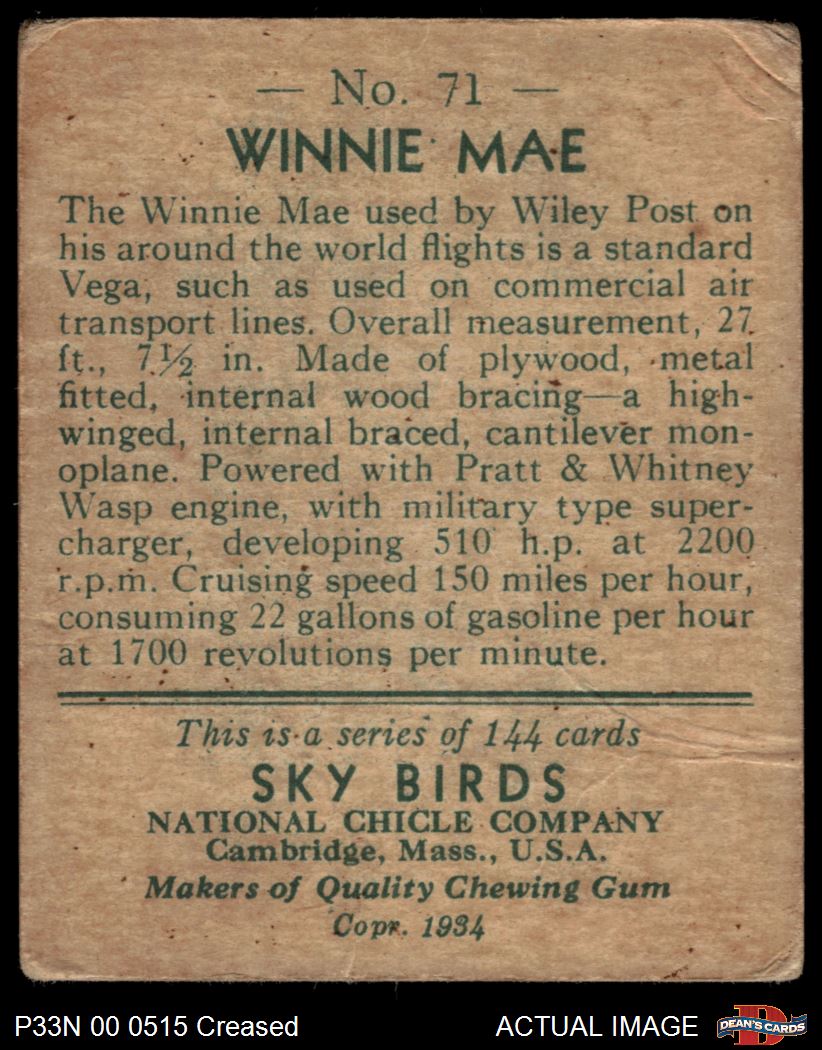 — No. 71 —
WINNIE MAE
The Winnie Mae used by Wiley Post on
his around the world flights is a standard
Vega, such as used on commercial air
transport lines. Overall measurement, 27
ft., 7½ in. Made of plywood, metal
fitted, internal wood bracing—a high-
winged, internal braced, cantilever mon-
oplane. Powered with Pratt & Whitney
Wasp engine, with military type super-
charger, developing 510 h.p. at 2200
r.p.m. Cruising speed 150 miles per hour,
consuming 22 gallons of gasoline per hour
at 1700 revolutions per minute.
This is a series of 144 cards
SKY BIRDS
NATIONAL CHICLE COMPANY
Cambridge, Mass., U.S.A.
Makers of Quality Chewing Gum
Copr. 1934
P33N 00 0515 Creased
ACTUAL IMAGE
D
DEAN'S CARDS